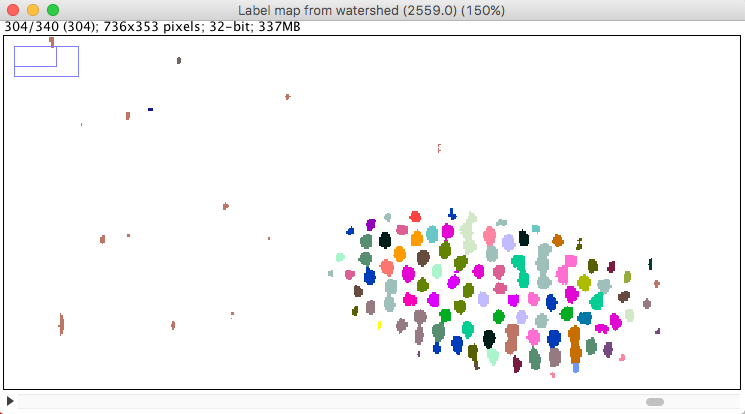 Label map from watershed (2559.0) (150%)
304/340 (304); 736x353 pixels; 32-bit; 337MB